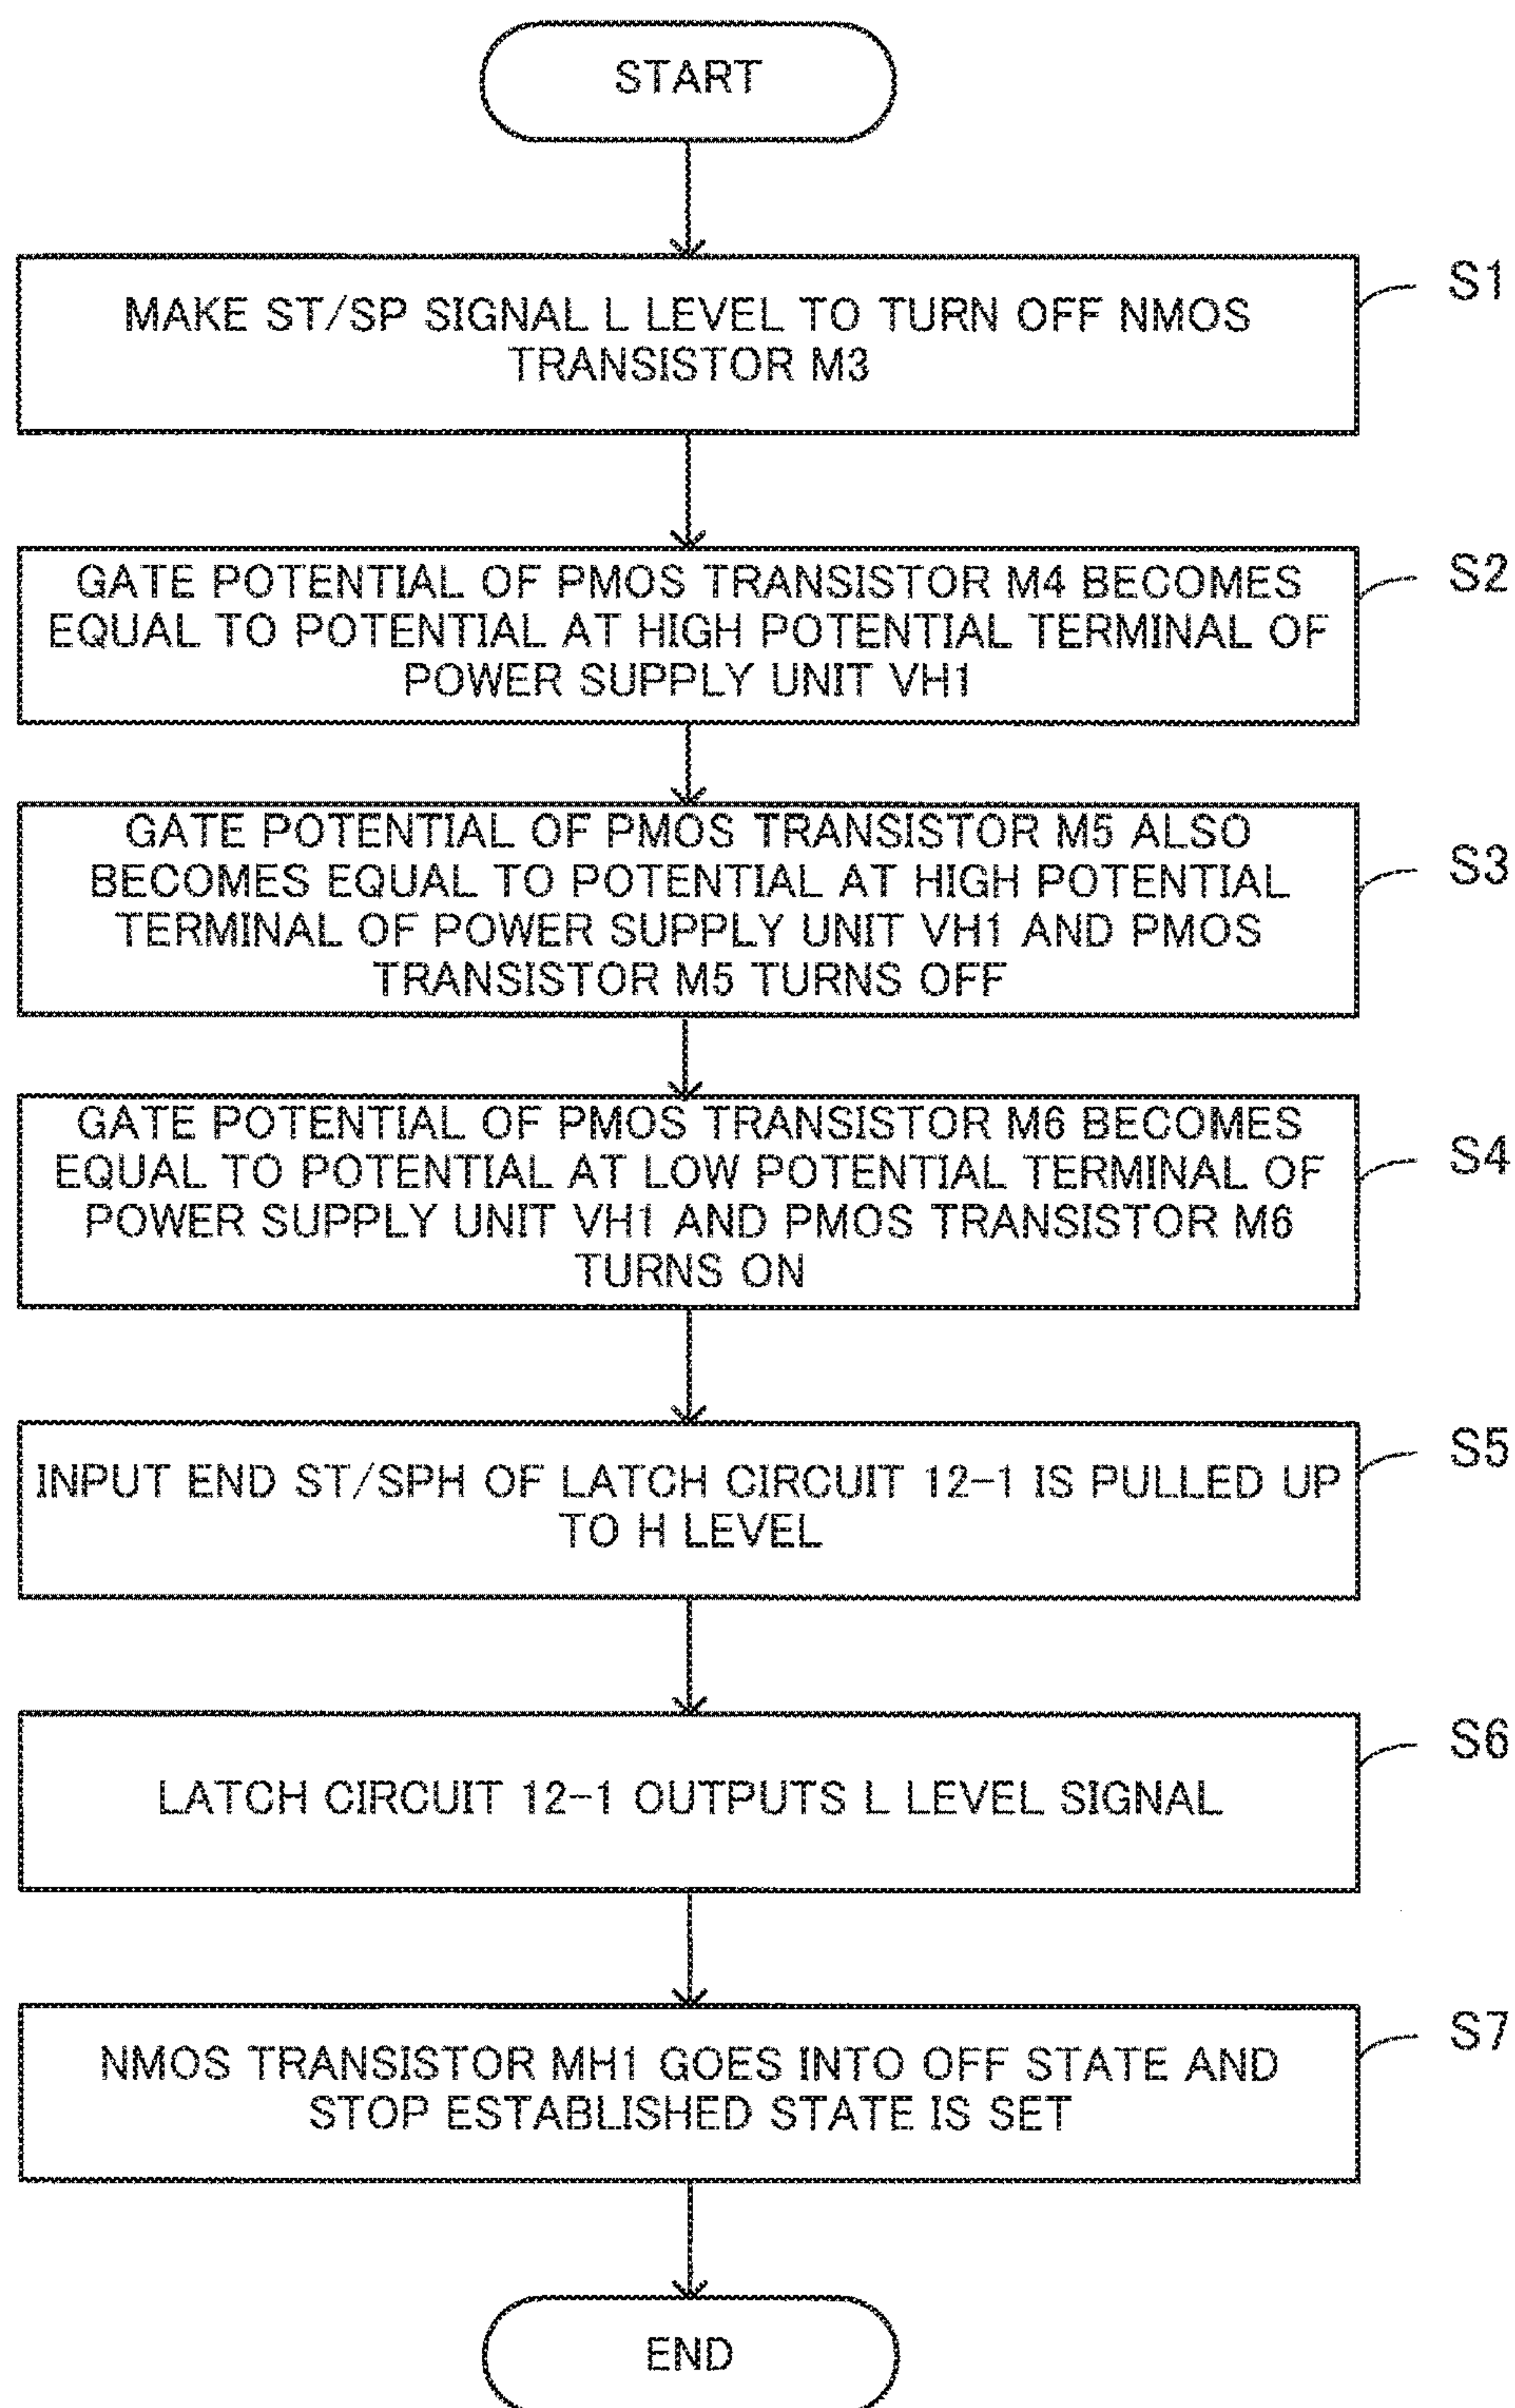 START
S1
MAKE ST/SP SIGNAL L LEVEL TO TURN OFF NMOS
TRANSISTOR M3
S2
GATE POTENTIAL OF PMOS TRANSISTOR M4 BECOMES
EQUAL TO POTENTIAL AT HIGH POTENTIAL TERMINAL OF
POWER SUPPLY UNIT VH1
S3
GATE POTENTIAL OF PMOS TRANSISTOR M5 ALSO
BECOMES EQUAL TO POTENTIAL AT HIGH POTENTIAL
TERMINAL OF POWER SUPPLY UNIT VH1 AND PMOS
TRANSISTOR M5 TURNS OFF
S4
GATE POTENTIAL OF PMOS TRANSISTOR M6 BECOMES
EQUAL TO POTENTIAL AT LOW POTENTIAL TERMINAL OF
POWER SUPPLY UNIT VH1 AND PMOS TRANSISTOR M6
TURNS ON
S5
INPUT END ST/SPH OF LATCH CIRCUIT 12-1 IS PULLED UP
TO H LEVEL
S6
LATCH CIRCUIT 12-1 OUTPUTS L LEVEL SIGNAL
S7
NMOS TRANSISTOR MH1 GOES INTO OFF STATE AND
STOP ESTABLISHED STATE IS SET
END